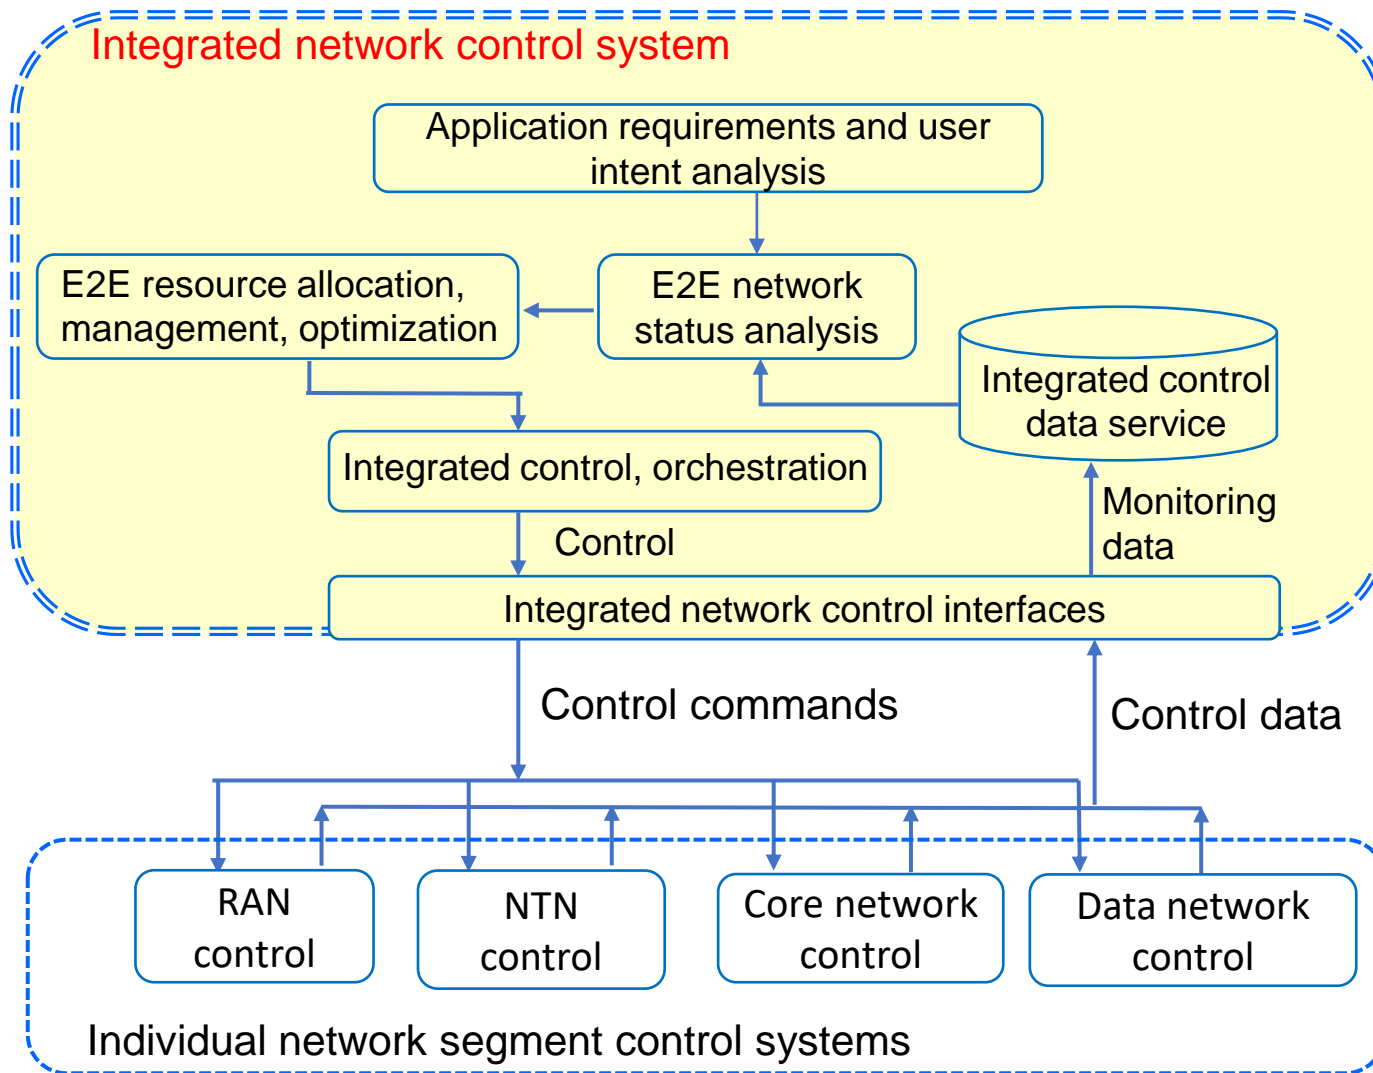 Integrated network control system
Application requirements and user
intent analysis
E2E resource allocation,
management, optimization
E2E network
status analysis
Integrated control
data service
Integrated control, orchestration
Monitoring
data
Control
Integrated network control interfaces
Control commands
Control data
RAN
control
NTN
control
Core network
control
Data network
control
Individual network segment control systems